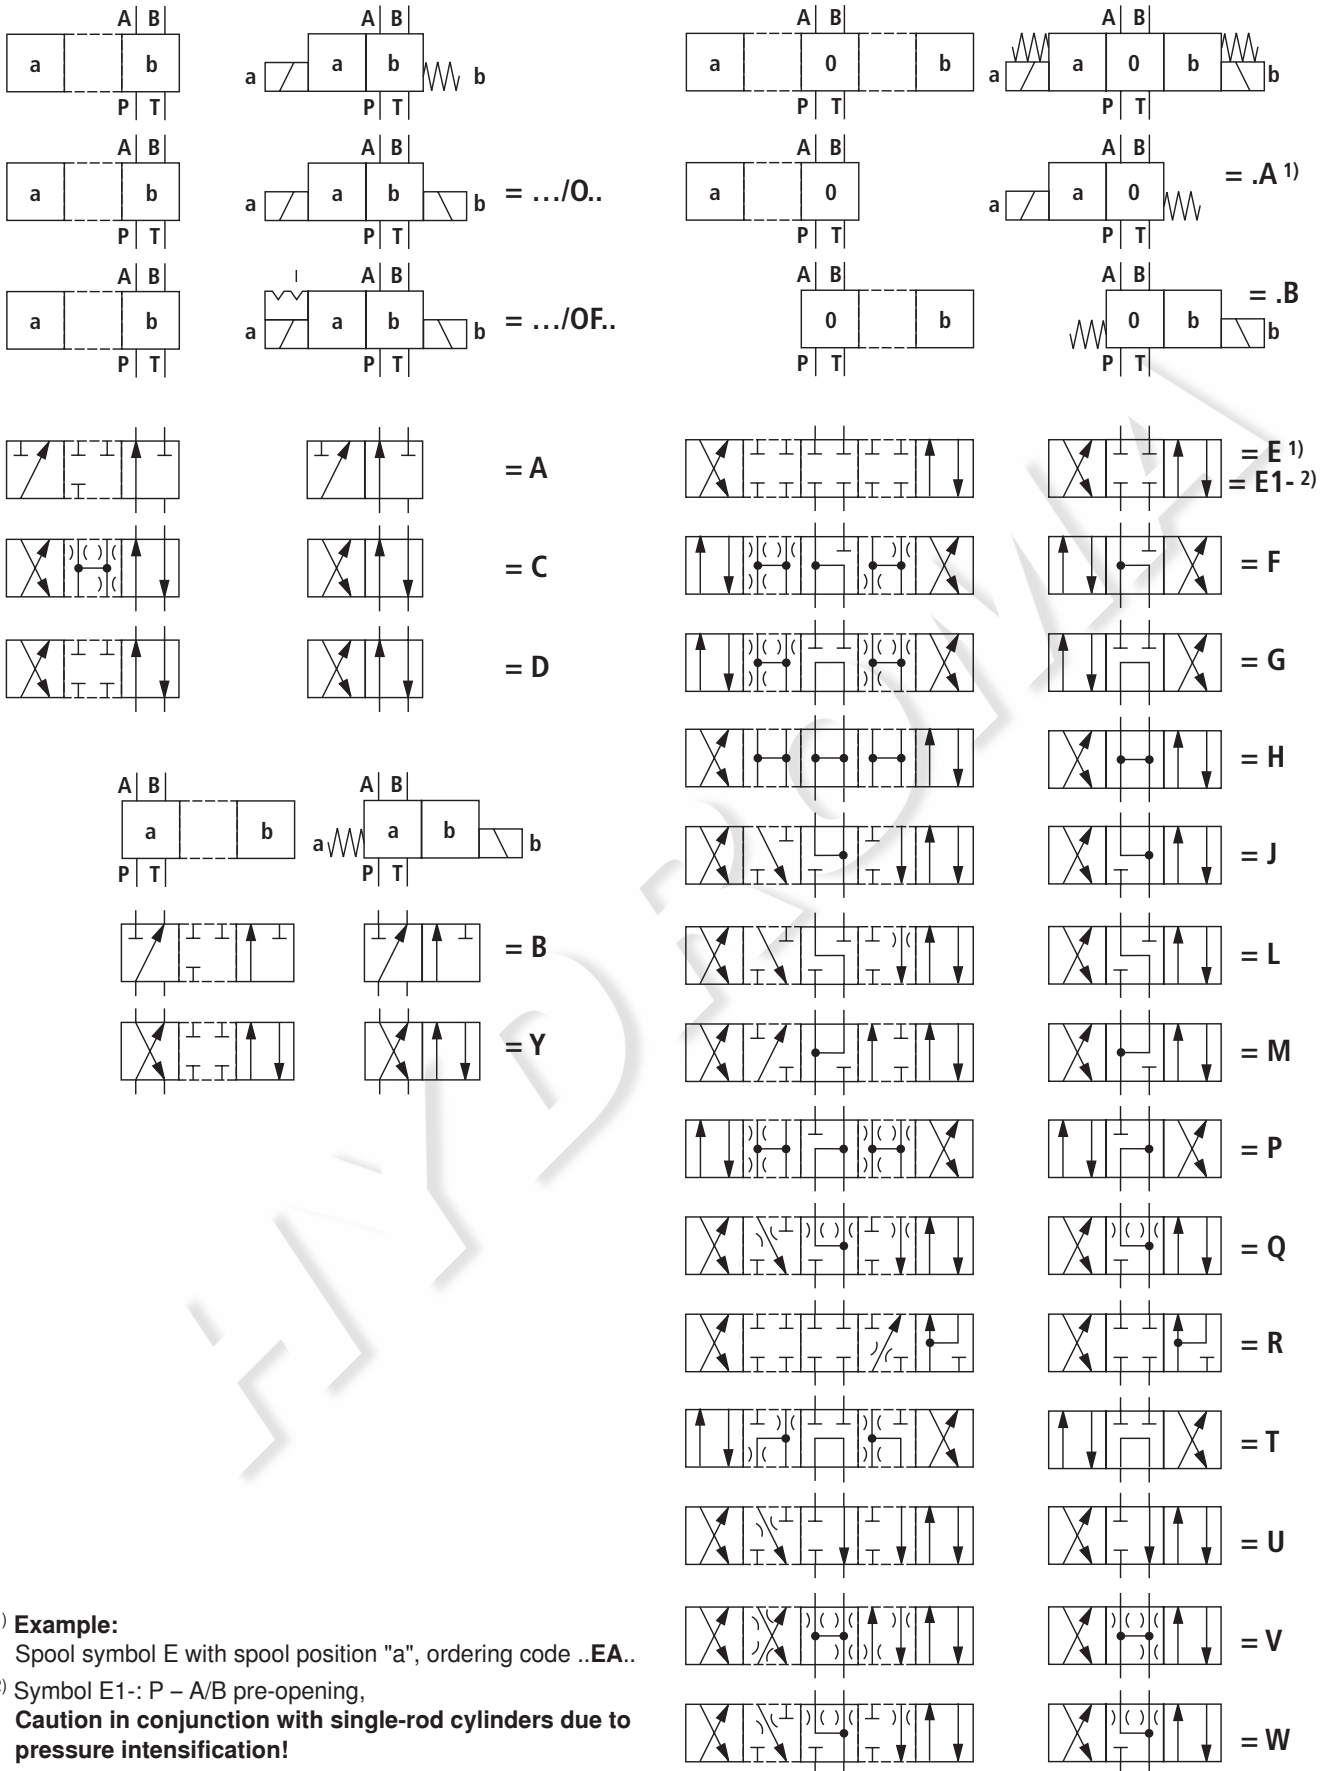 A B
a b
P T
A B
a a b b
P T
A B
a b
P T
A B
a a b b = .../O..
P T
A B
a b
P T
I A B
a a b b = .../OF..
P T
= A
= C
= D
A B
a b
P T
A B
a a b b
P T
= B
= Y
A B
a 0 b
P T
A B
a a 0 b b
P T
A B
a 0
P T
A B
a a 0 = .A 1)
P T
A B
0 b
P T
A B
0 b b = .B
P T
= E 1)
= E1- 2)
= F
= G
= H
= J
= L
= M
= P
= Q
= R
= T
= U
= V
= W
HYDROMA
) Example:
Spool symbol E with spool position "a", ordering code ..EA..
2) Symbol E1-: P – A/B pre-opening,
Caution in conjunction with single-rod cylinders due to
pressure intensification!